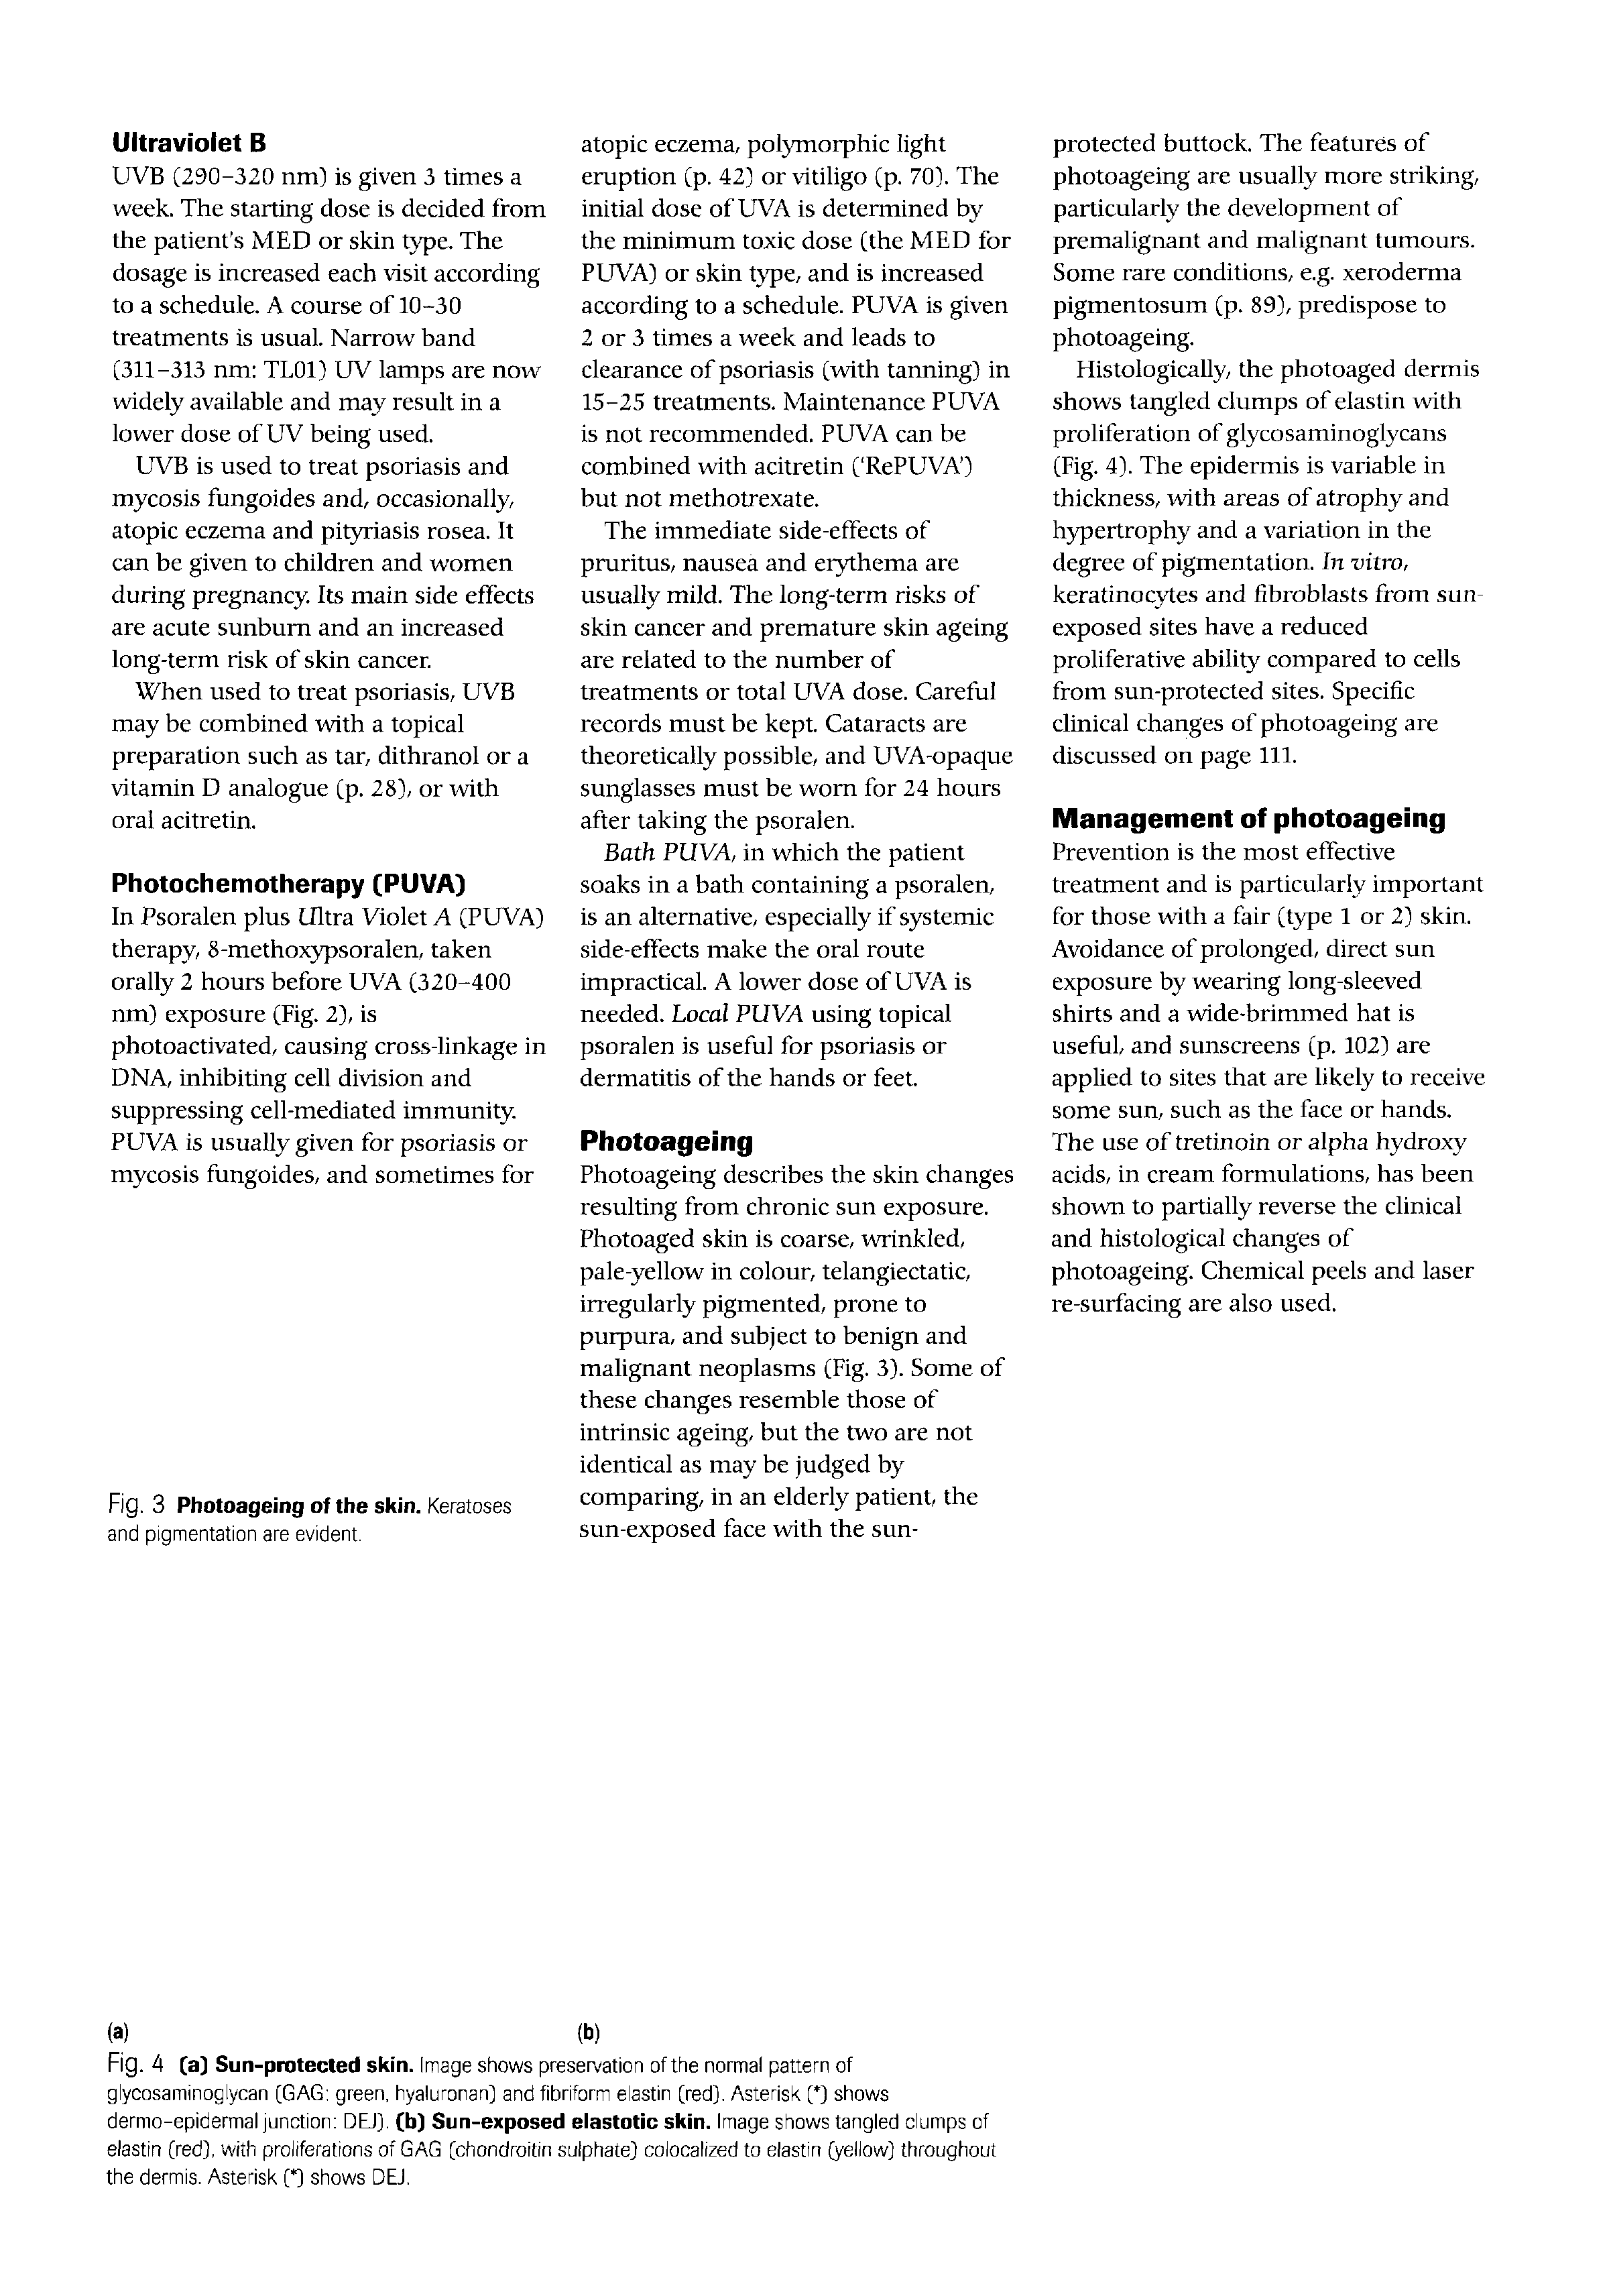 Ultraviolet B
UVB (290–320 nm) is given 3 times a
week. The starting dose is decided from
the patient's MED or skin type. The
dosage is increased each visit according
to a schedule. A course of 10–30
treatments is usual. Narrow band
(311–313 nm: TL01) UV lamps are now
widely available and may result in a
lower dose of UV being used.
UVB is used to treat psoriasis and
mycosis fungoides and, occasionally,
atopic eczema and pityriasis rosea. It
can be given to children and women
during pregnancy. Its main side effects
are acute sunburn and an increased
long-term risk of skin cancer.
When used to treat psoriasis, UVB
may be combined with a topical
preparation such as tar, dithranol or a
vitamin D analogue (p. 28), or with
oral acitretin.
Photochemotherapy (PUVA)
In Psoralen plus Ultra Violet A (PUVA)
therapy, 8-methoxypsoralen, taken
orally 2 hours before UVA (320–400
nm) exposure (Fig. 2), is
photoactivated, causing cross-linkage in
DNA, inhibiting cell division and
suppressing cell-mediated immunity.
PUVA is usually given for psoriasis or
mycosis fungoides, and sometimes for
Fig. 3 Photoageing of the skin. Keratoses
and pigmentation are evident.
atopic eczema, polymorphic light
eruption (p. 42) or vitiligo (p. 70). The
initial dose of UVA is determined by
the minimum toxic dose (the MED for
PUVA) or skin type, and is increased
according to a schedule. PUVA is given
2 or 3 times a week and leads to
clearance of psoriasis (with tanning) in
15–25 treatments. Maintenance PUVA
is not recommended. PUVA can be
combined with acitretin ('RePUVA')
but not methotrexate.
The immediate side-effects of
pruritus, nausea and erythema are
usually mild. The long-term risks of
skin cancer and premature skin ageing
are related to the number of
treatments or total UVA dose. Careful
records must be kept. Cataracts are
theoretically possible, and UVA-opaque
sunglasses must be worn for 24 hours
after taking the psoralen.
Bath PUVA, in which the patient
soaks in a bath containing a psoralen,
is an alternative, especially if systemic
side-effects make the oral route
impractical. A lower dose of UVA is
needed. Local PUVA using topical
psoralen is useful for psoriasis or
dermatitis of the hands or feet.
Photoageing
Photoageing describes the skin changes
resulting from chronic sun exposure.
Photoaged skin is coarse, wrinkled,
pale-yellow in colour, telangiectatic,
irregularly pigmented, prone to
purpura, and subject to benign and
malignant neoplasms (Fig. 3). Some of
these changes resemble those of
intrinsic ageing, but the two are not
identical as may be judged by
comparing, in an elderly patient, the
sun-exposed face with the sun-
protected buttock. The features of
photoageing are usually more striking,
particularly the development of
premalignant and malignant tumours.
Some rare conditions, e.g. xeroderma
pigmentosum (p. 89), predispose to
photoageing.
Histologically, the photoaged dermis
shows tangled clumps of elastin with
proliferation of glycosaminoglycans
(Fig. 4). The epidermis is variable in
thickness, with areas of atrophy and
hypertrophy and a variation in the
degree of pigmentation. In vitro,
keratinocytes and fibroblasts from sun-
exposed sites have a reduced
proliferative ability compared to cells
from sun-protected sites. Specific
clinical changes of photoageing are
discussed on page 111.
Management of photoageing
Prevention is the most effective
treatment and is particularly important
for those with a fair (type 1 or 2) skin.
Avoidance of prolonged, direct sun
exposure by wearing long-sleeved
shirts and a wide-brimmed hat is
useful, and sunscreens (p. 102) are
applied to sites that are likely to receive
some sun, such as the face or hands.
The use of tretinoin or alpha hydroxy
acids, in cream formulations, has been
shown to partially reverse the clinical
and histological changes of
photoageing. Chemical peels and laser
re-surfacing are also used.
(a) (b)
Fig. 4 (a) Sun-protected skin. Image shows preservation of the normal pattern of
glycosaminoglycan (GAG: green, hyaluronan) and fibriform elastin (red). Asterisk (*) shows
dermo-epidermal junction: DEJ). (b) Sun-exposed elastotic skin. Image shows tangled clumps of
elastin (red), with proliferations of GAG (chondroitin sulphate) colocalized to elastin (yellow) throughout
the dermis. Asterisk (*) shows DEJ.